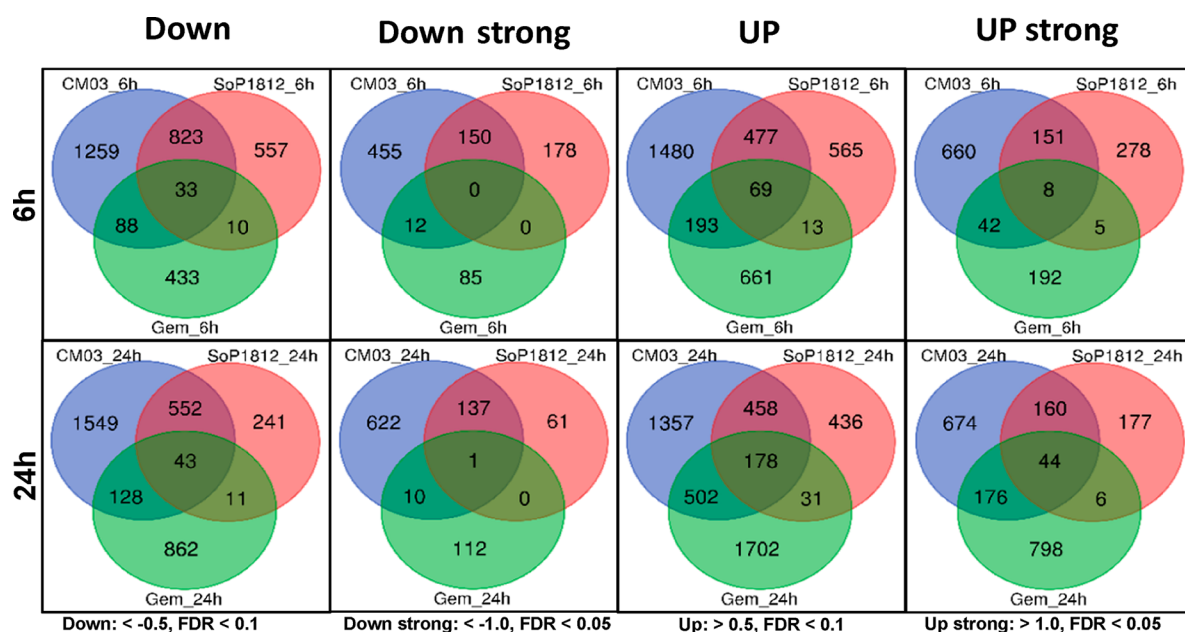 Down Down strong UP UP strong
6h
CM03_6h SoP1812_6h CM03_6h SoP1812_6h CM03_6h SoP1812_6h CM03_6h SoP1812_6h
823 150 477 151
1259 557 455 178 1480 565 660 278
33 0 69 8
88 10 12 0 193 13 42 5
433 85 661 192
Gem_6h Gem_6h Gem_6h Gem_6h
24h
CM03_24h SoP1812_24h CM03_24h SoP1812_24h CM03_24h SoP1812_24h CM03_24h SoP1812_24h
552 137 458 160
1549 241 622 61 1357 436 674 177
43 1 178 44
128 11 10 0 502 31 176 6
862 112 1702 798
Gem_24h Gem_24h Gem_24h Gem_24h
Down: < -0.5, FDR < 0.1 Down strong: < -1.0, FDR < 0.05 Up: > 0.5, FDR < 0.1 Up strong: > 1.0, FDR < 0.05